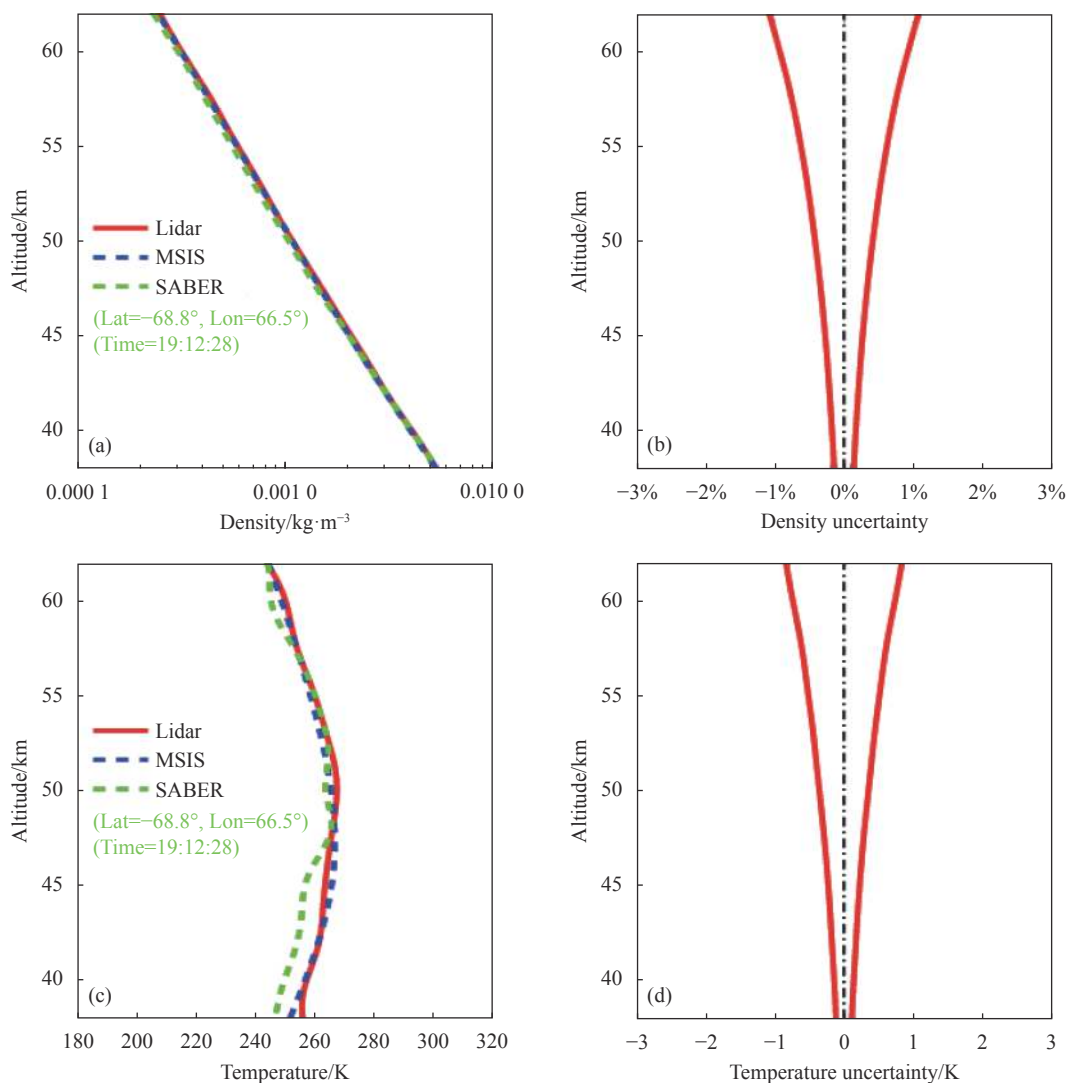 60
55
50
45
40
Altitude/km
Lidar
MSIS
SABER
(Lat=−68.8°, Lon=66.5°)
(Time=19:12:28)
(a)
0.000 1
0.001 0
0.010 0
Density/kg·m⁻³
60
55
50
45
40
Altitude/km
(b)
−3%
−2%
−1%
0%
1%
2%
3%
Density uncertainty
60
55
50
45
40
Altitude/km
Lidar
MSIS
SABER
(Lat=−68.8°, Lon=66.5°)
(Time=19:12:28)
(c)
180
200
220
240
260
280
300
320
Temperature/K
60
55
50
45
40
Altitude/km
(d)
−3
−2
−1
0
1
2
3
Temperature uncertainty/K